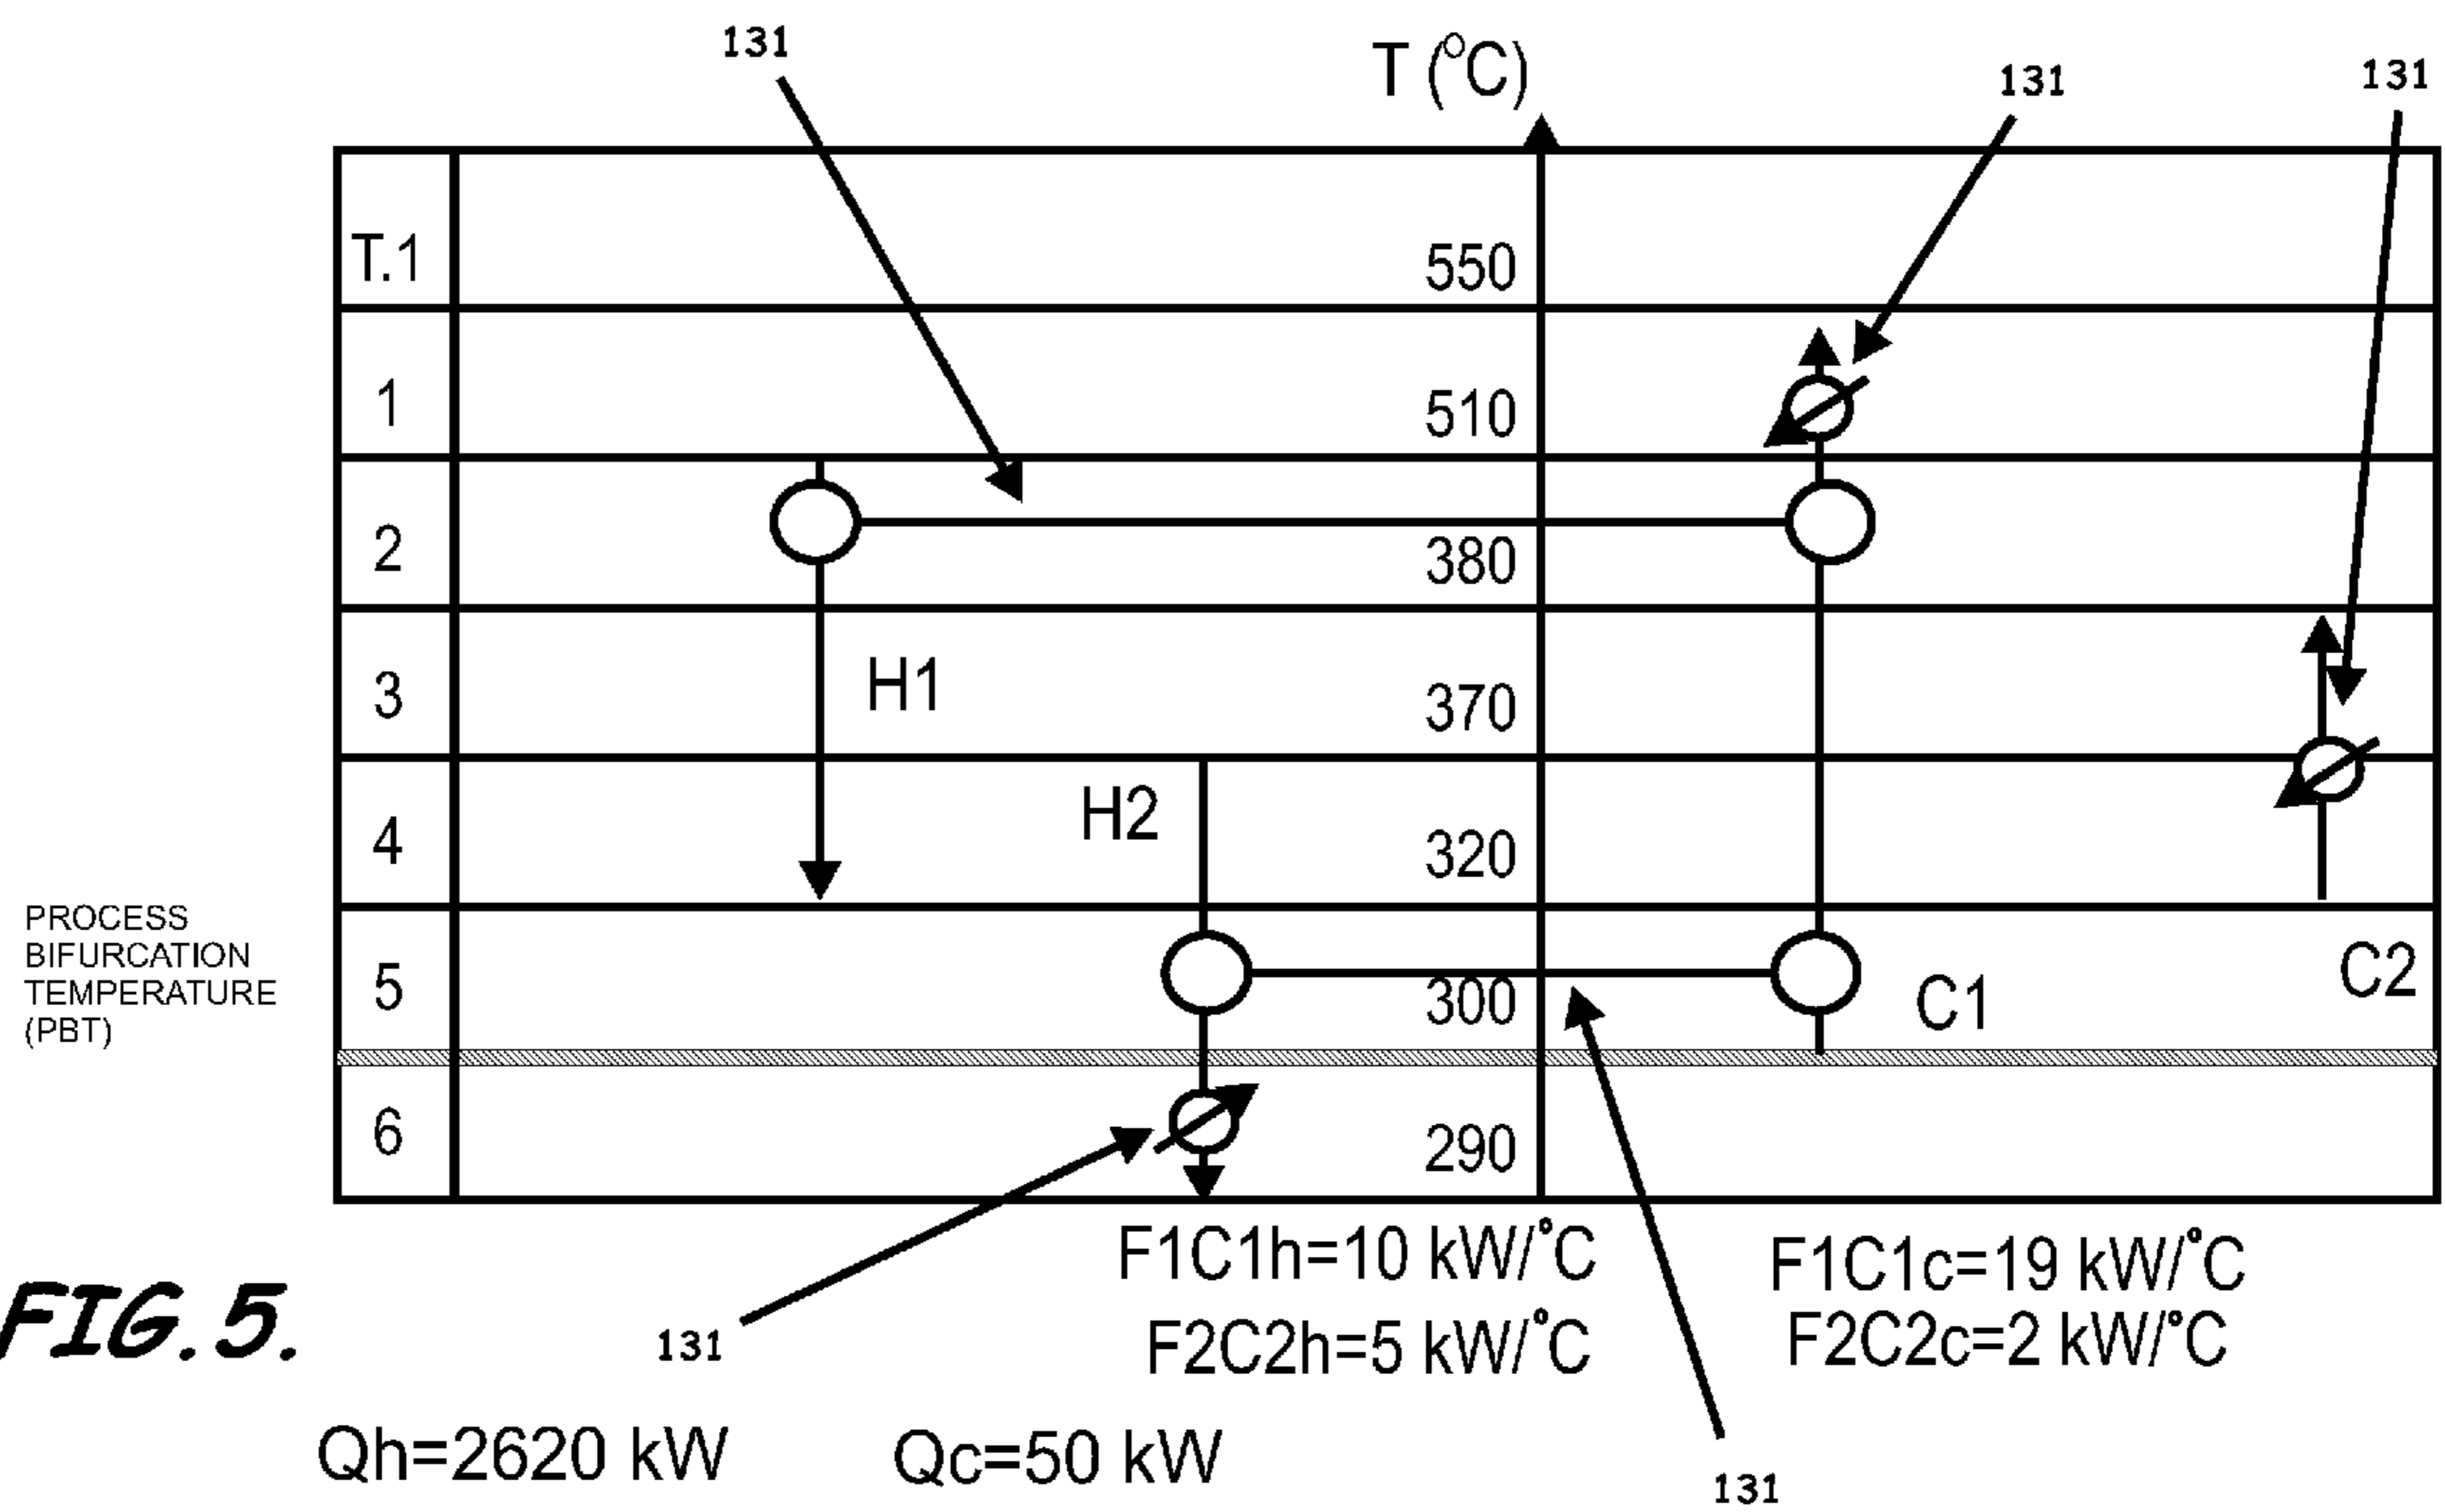 131
T (°C)
131
131
T.1
550
1
510
2
380
3
H1
370
4
H2
320
PROCESS
BIFURCATION
TEMPERATURE
(PBT)
5
300
C1
C2
6
290
F1C1h=10 kW/°C
F1C1c=19 kW/°C
F2C2h=5 kW/°C
F2C2c=2 kW/°C
131
FIG.5.
Qh=2620 kW
Qc=50 kW
131